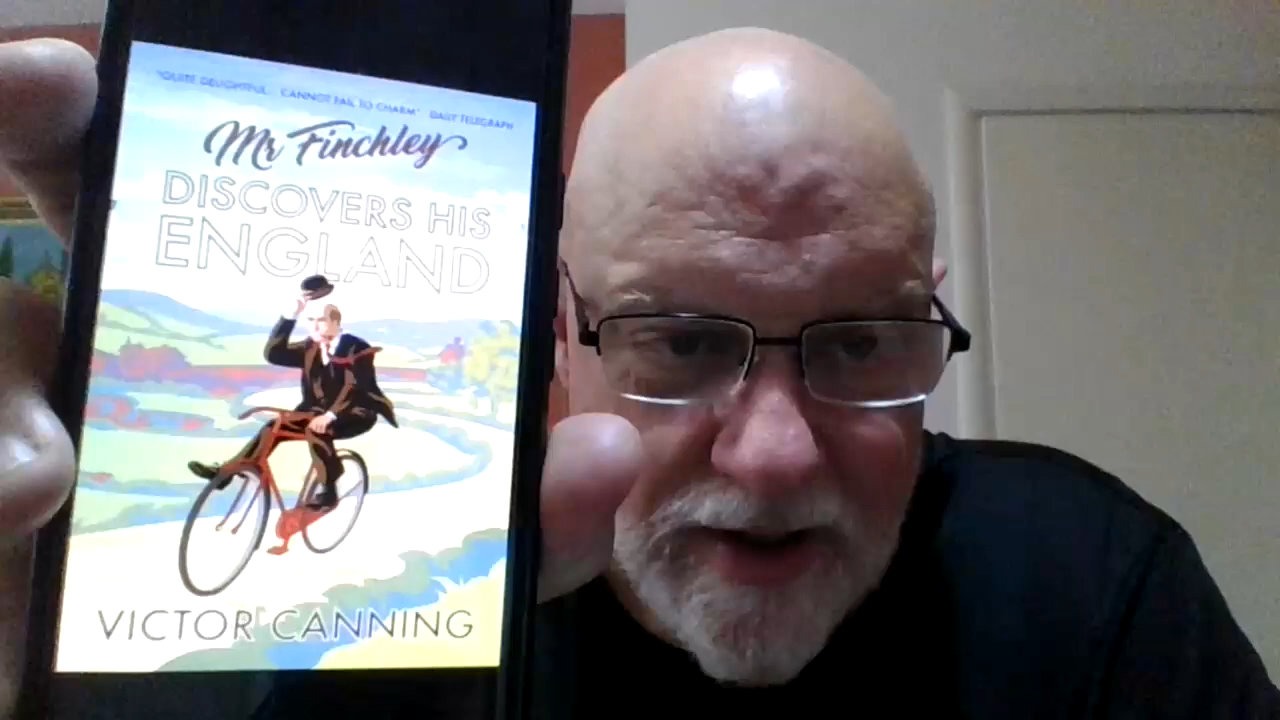 "QUITE DELIGHTFUL. CANNOT FAIL TO CHARM" DAILY TELEGRAPH
Mr Finchley
DISCOVERS HIS
ENGLAND
VICTOR CANNING